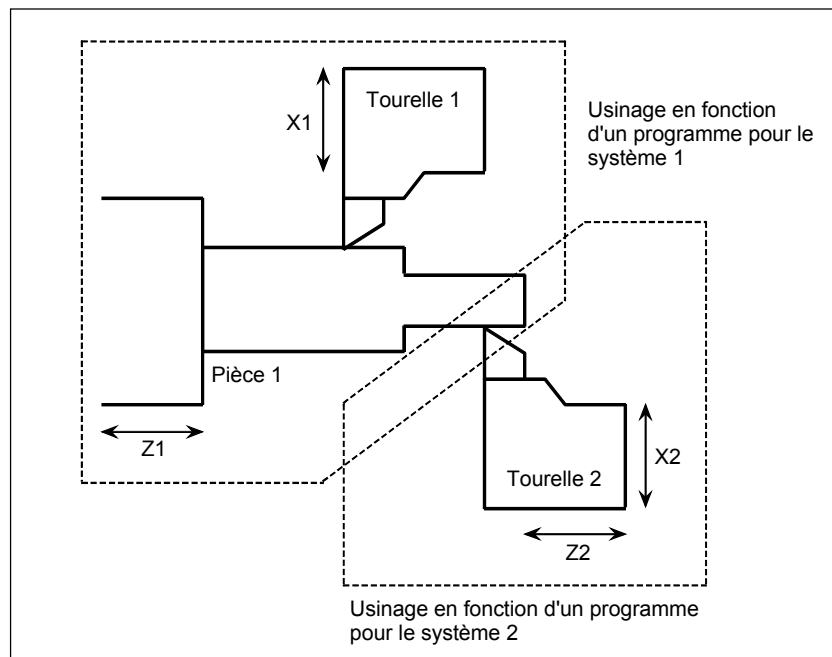 Tourelle 1
X1
Usinage en fonction
d'un programme pour le
système 1
Pièce 1
Z1
Tourelle 2
X2
Z2
Usinage en fonction d'un programme
pour le système 2